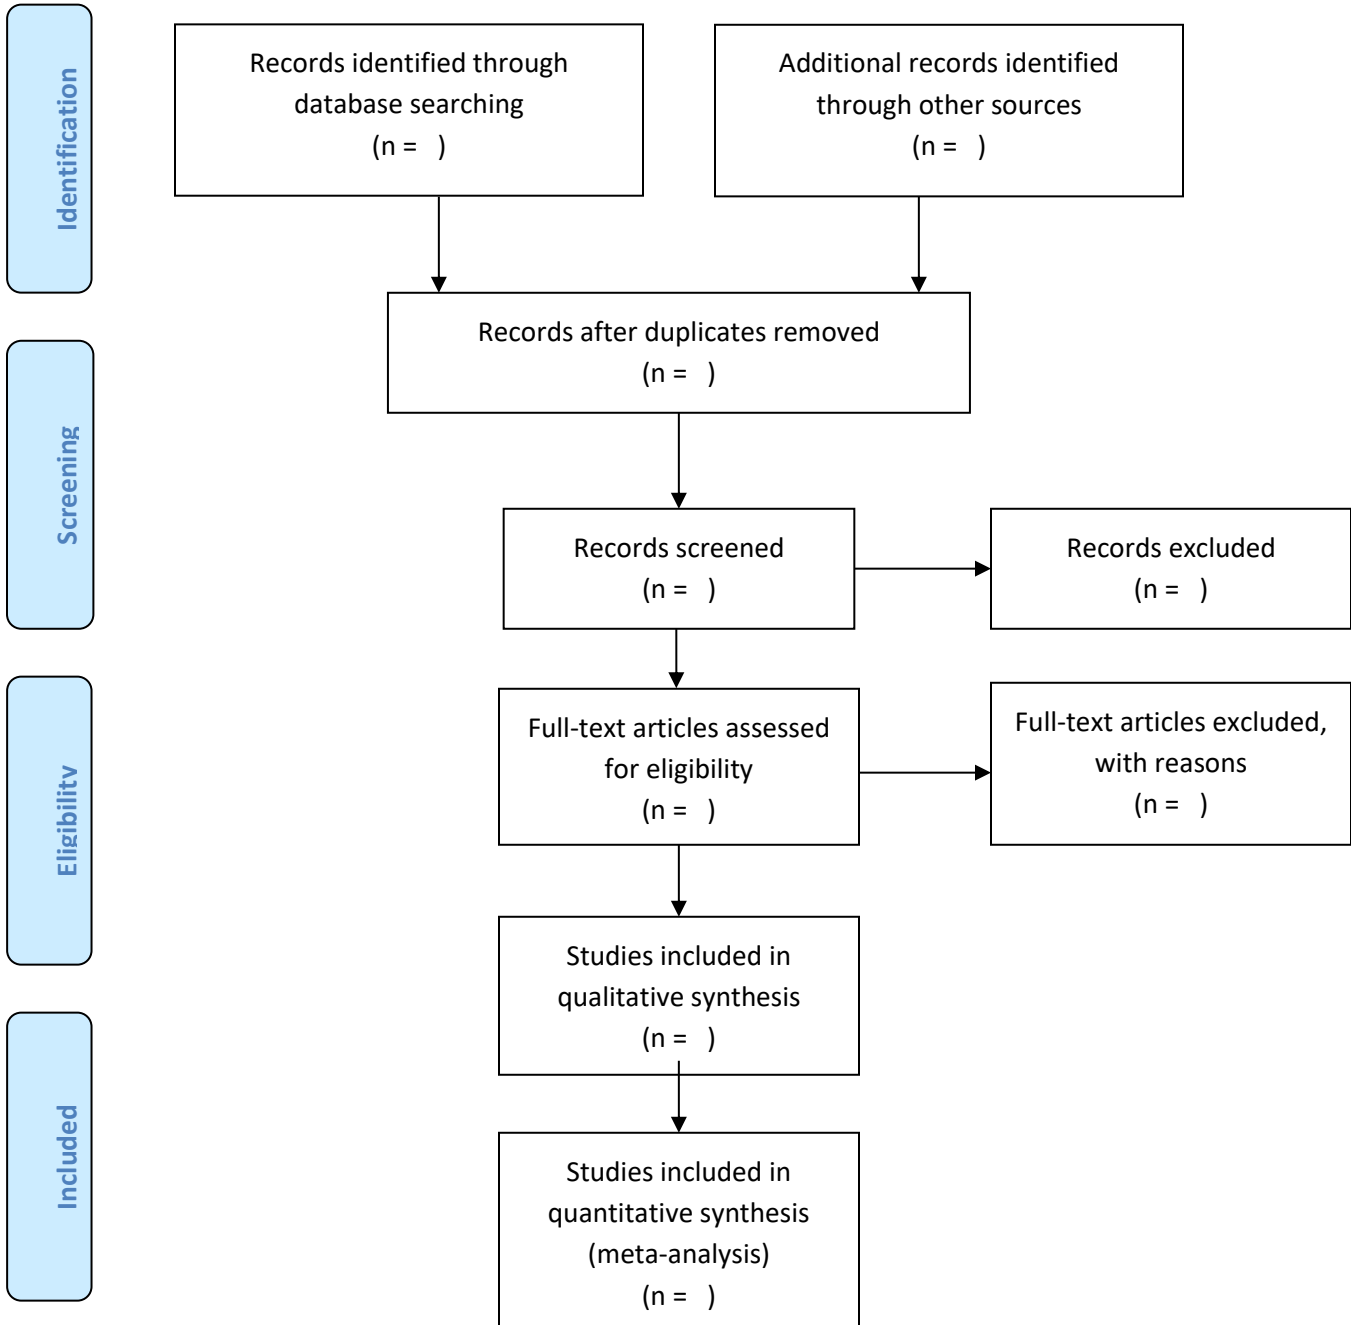 Identification
Records identified through
database searching
(n =   )
Additional records identified
through other sources
(n =   )
Records after duplicates removed
(n =   )
Screening
Records screened
(n =   )
Records excluded
(n =   )
Eligibility
Full-text articles assessed
for eligibility
(n =   )
Full-text articles excluded,
with reasons
(n =   )
Studies included in
qualitative synthesis
(n =   )
Included
Studies included in
quantitative synthesis
(meta-analysis)
(n =   )